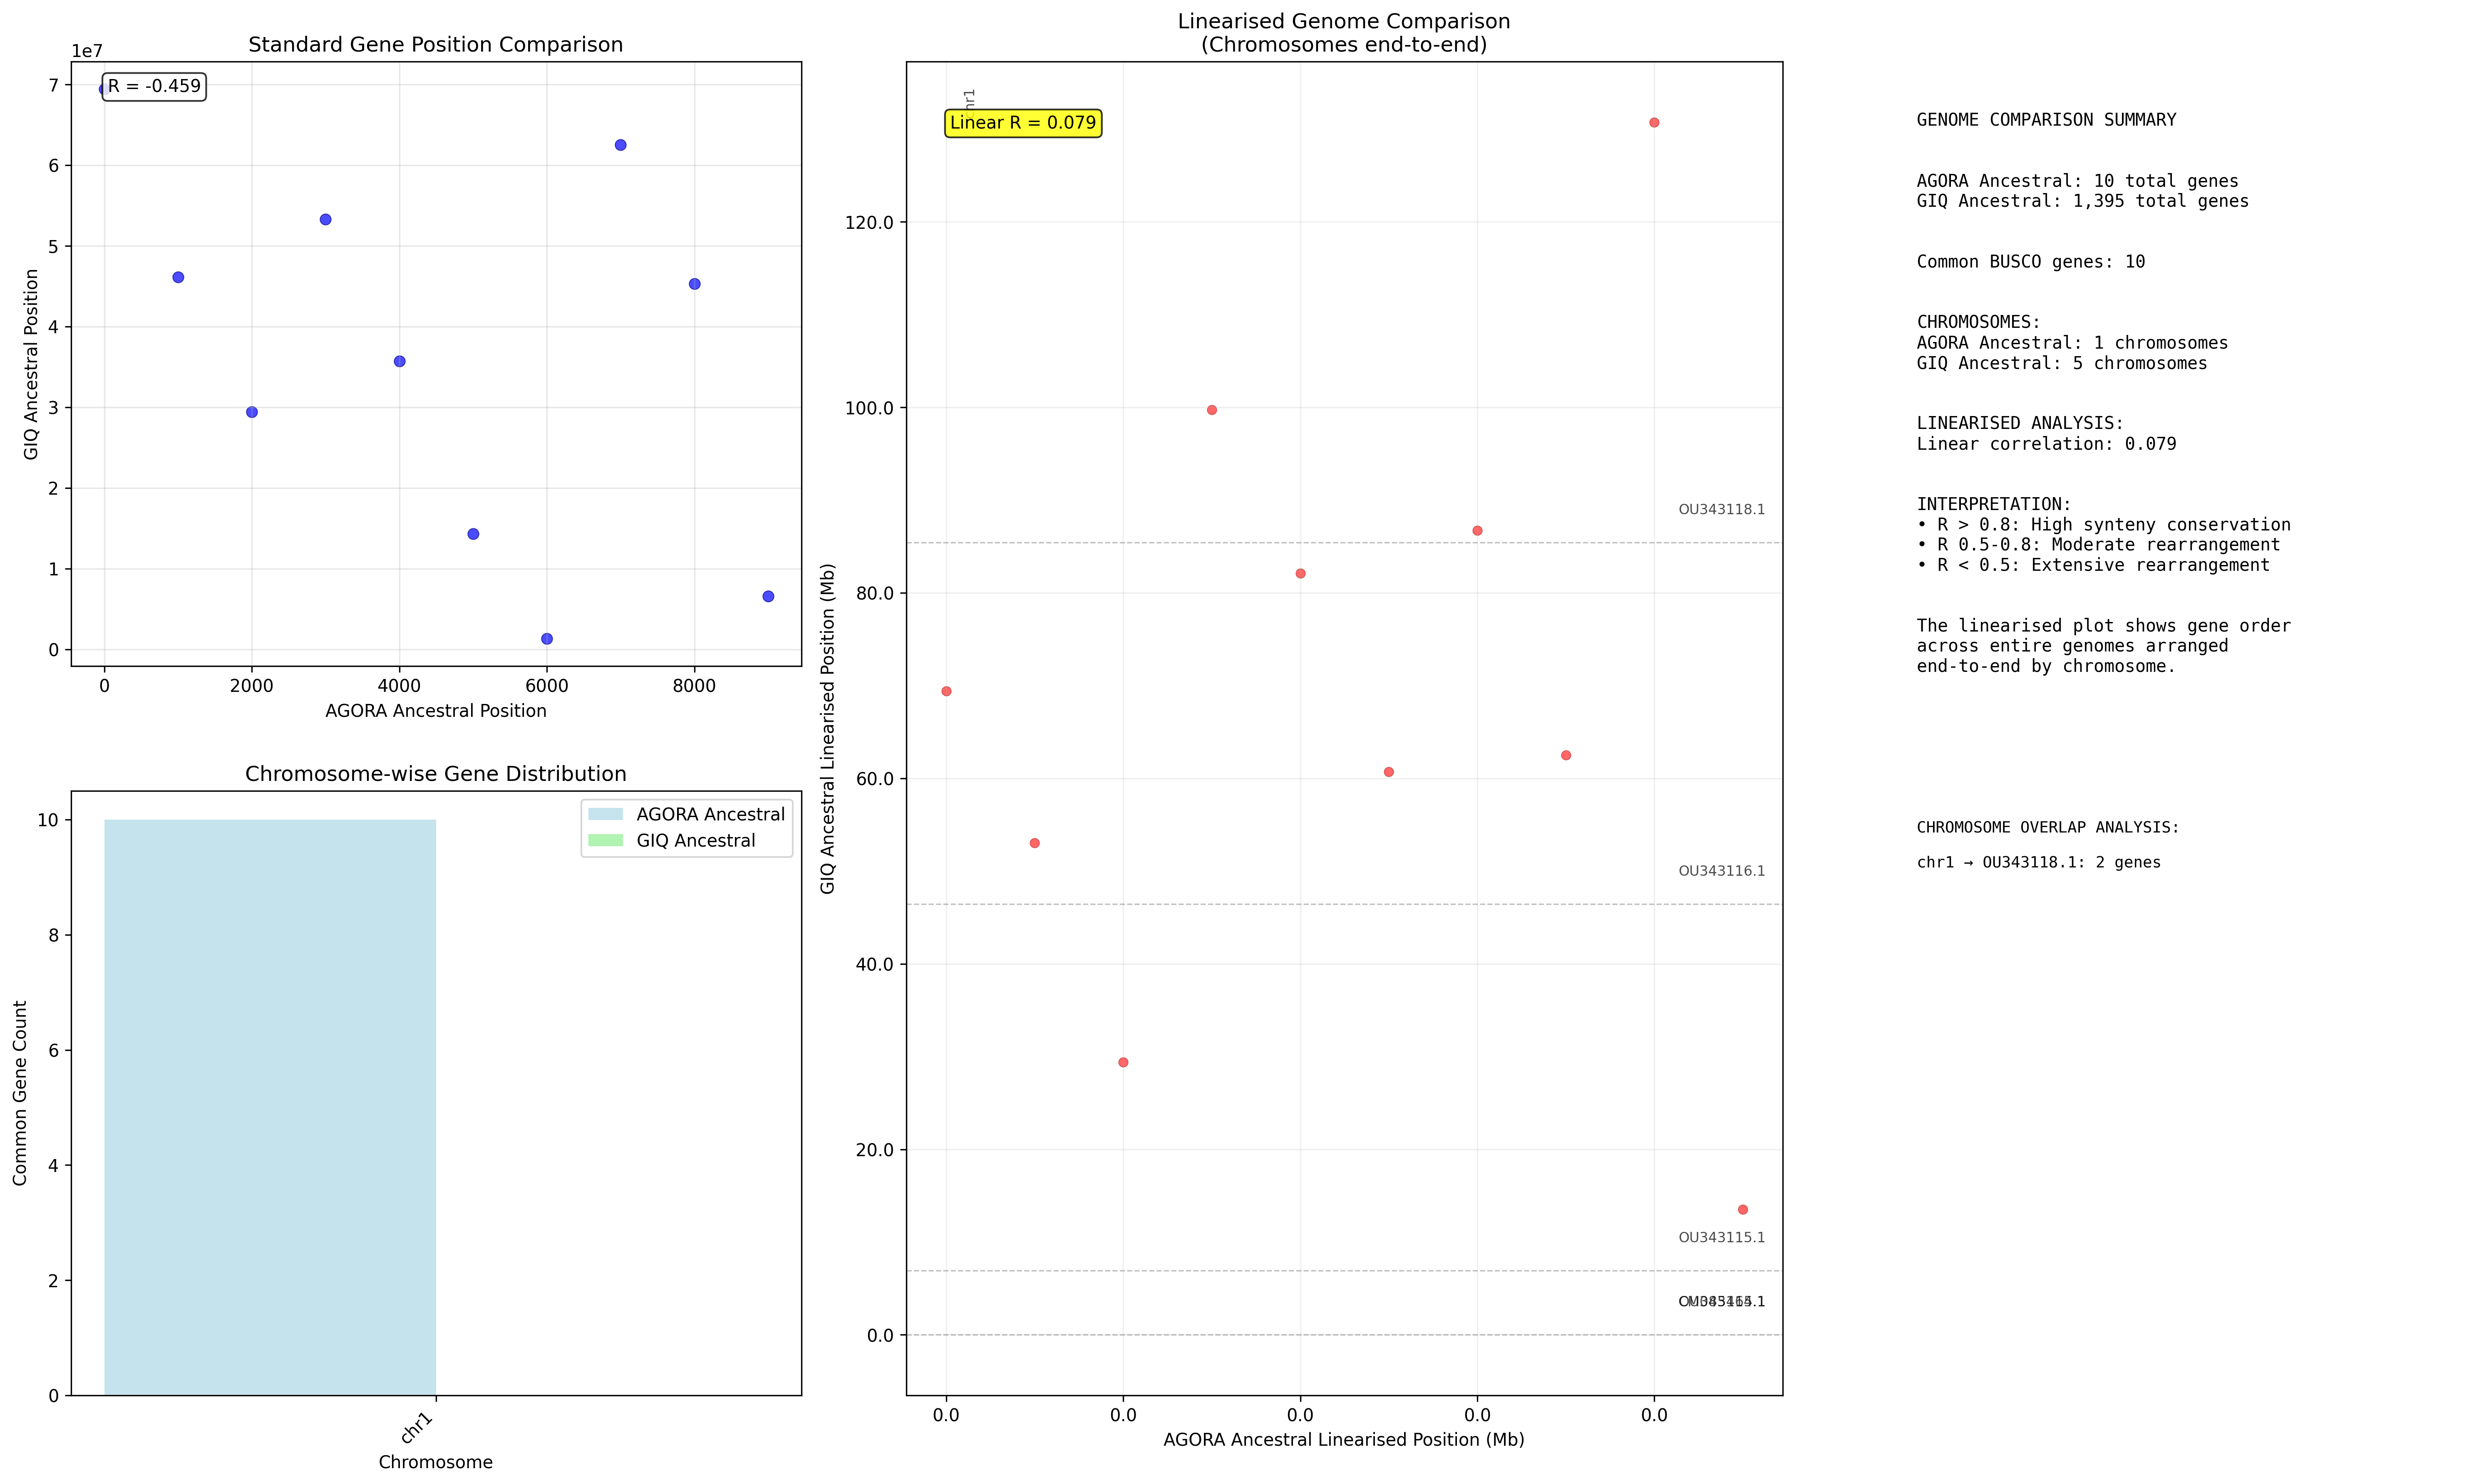 Standard Gene Position Comparison
1e7
R = -0.459
7
6
5
4
3
2
1
0
GIQ Ancestral Position
0 2000 4000 6000 8000
AGORA Ancestral Position
Chromosome-wise Gene Distribution
AGORA Ancestral
GIQ Ancestral
10
8
6
4
2
0
Common Gene Count
chr1
Chromosome
Linearised Genome Comparison
(Chromosomes end-to-end)
Linear R = 0.079
120.0
100.0
80.0
60.0
40.0
20.0
0.0
GIQ Ancestral Linearised Position (Mb)
OU343118.1
OU343116.1
OU343115.1
0.0 0.0 0.0 0.0 0.0
AGORA Ancestral Linearised Position (Mb)
GENOME COMPARISON SUMMARY
AGORA Ancestral: 10 total genes
GIQ Ancestral: 1,395 total genes
Common BUSCO genes: 10
CHROMOSOMES:
AGORA Ancestral: 1 chromosomes
GIQ Ancestral: 5 chromosomes
LINEARISED ANALYSIS:
Linear correlation: 0.079
INTERPRETATION:
• R > 0.8: High synteny conservation
• R 0.5-0.8: Moderate rearrangement
• R < 0.5: Extensive rearrangement
The linearised plot shows gene order
across entire genomes arranged
end-to-end by chromosome.
CHROMOSOME OVERLAP ANALYSIS:
chr1 → OU343118.1: 2 genes